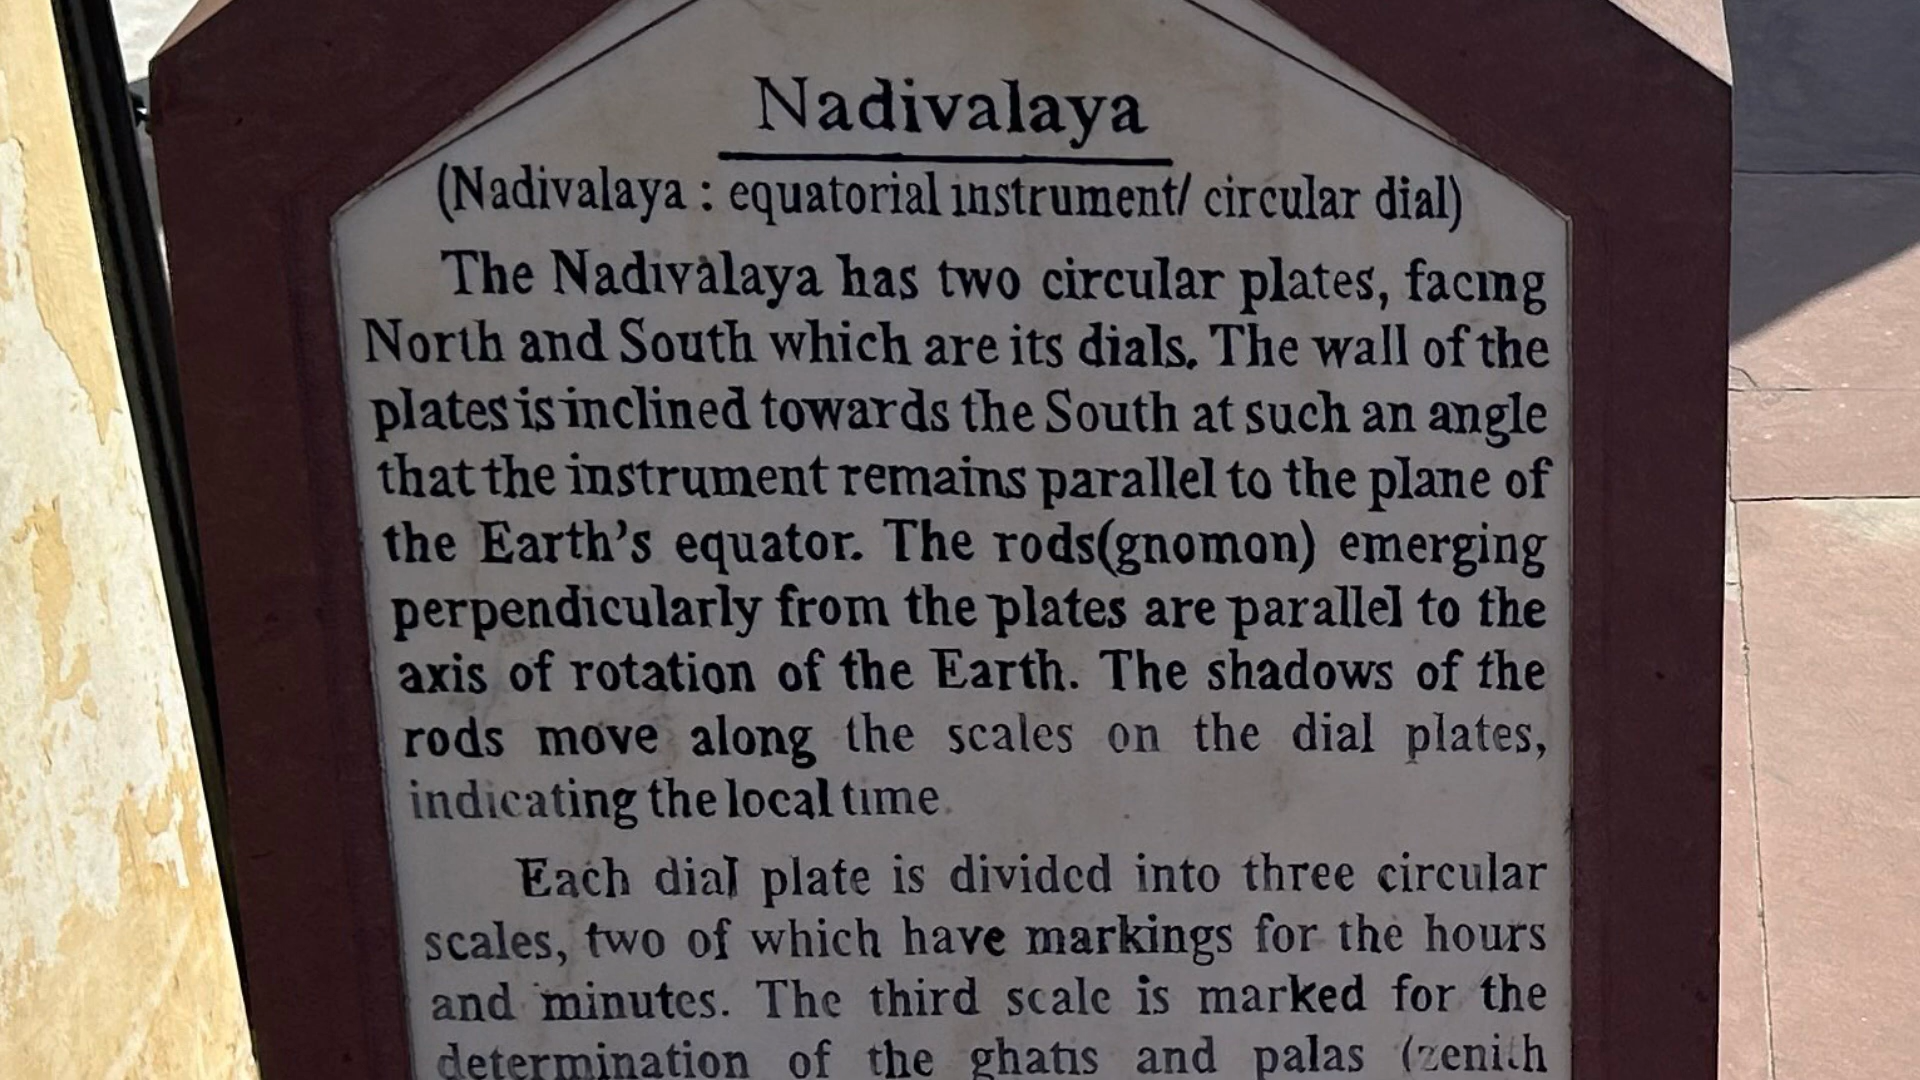 Nadivalaya
(Nadivalaya : equatorial instrument/ circular dial)
The Nadivalaya has two circular plates, facing
North and South which are its dials. The wall of the
plates is inclined towards the South at such an angle
that the instrument remains parallel to the plane of
the Earth's equator. The rods(gnomon) emerging
perpendicularly from the plates are parallel to the
axis of rotation of the Earth. The shadows of the
rods move along the scales on the dial plates,
indicating the local time.
Each dial plate is divided into three circular
scales, two of which have markings for the hours
and minutes. The third scale is marked for the
determination of the ghatis and palas (zenith